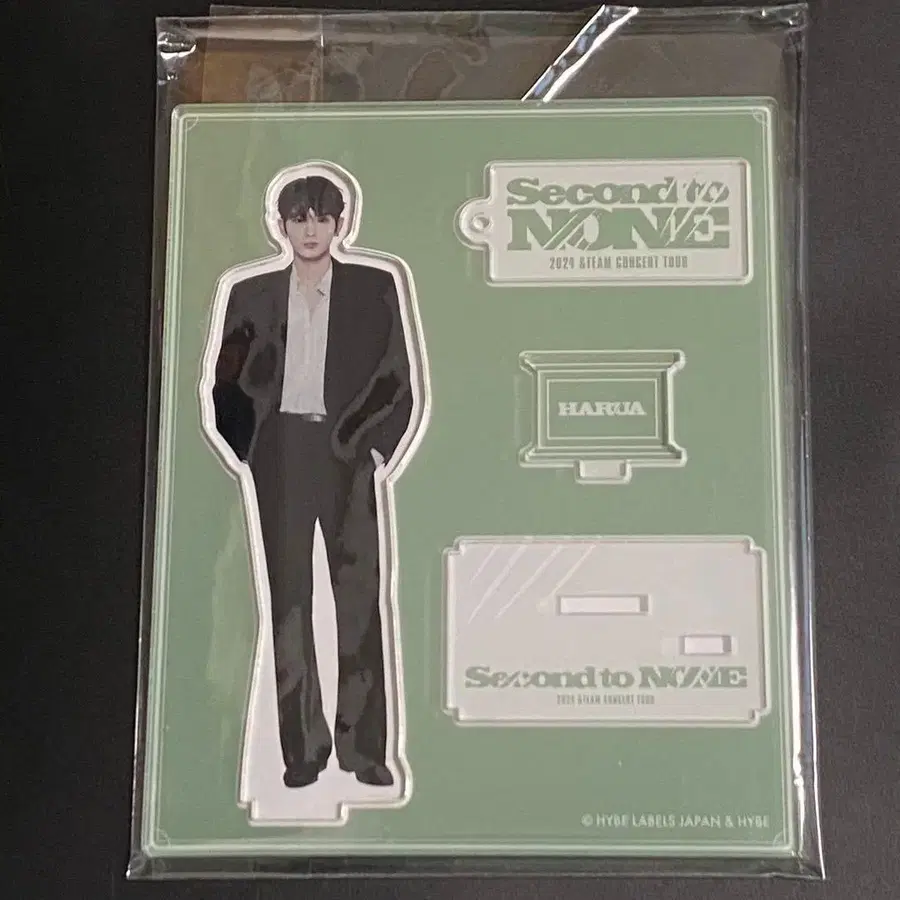 Second to
NONE
2024 &TEAM CONCERT TOUR
HARUA
Second to NONE
2024 &TEAM CONCERT TOUR
© HYBE LABELS JAPAN & HYBE